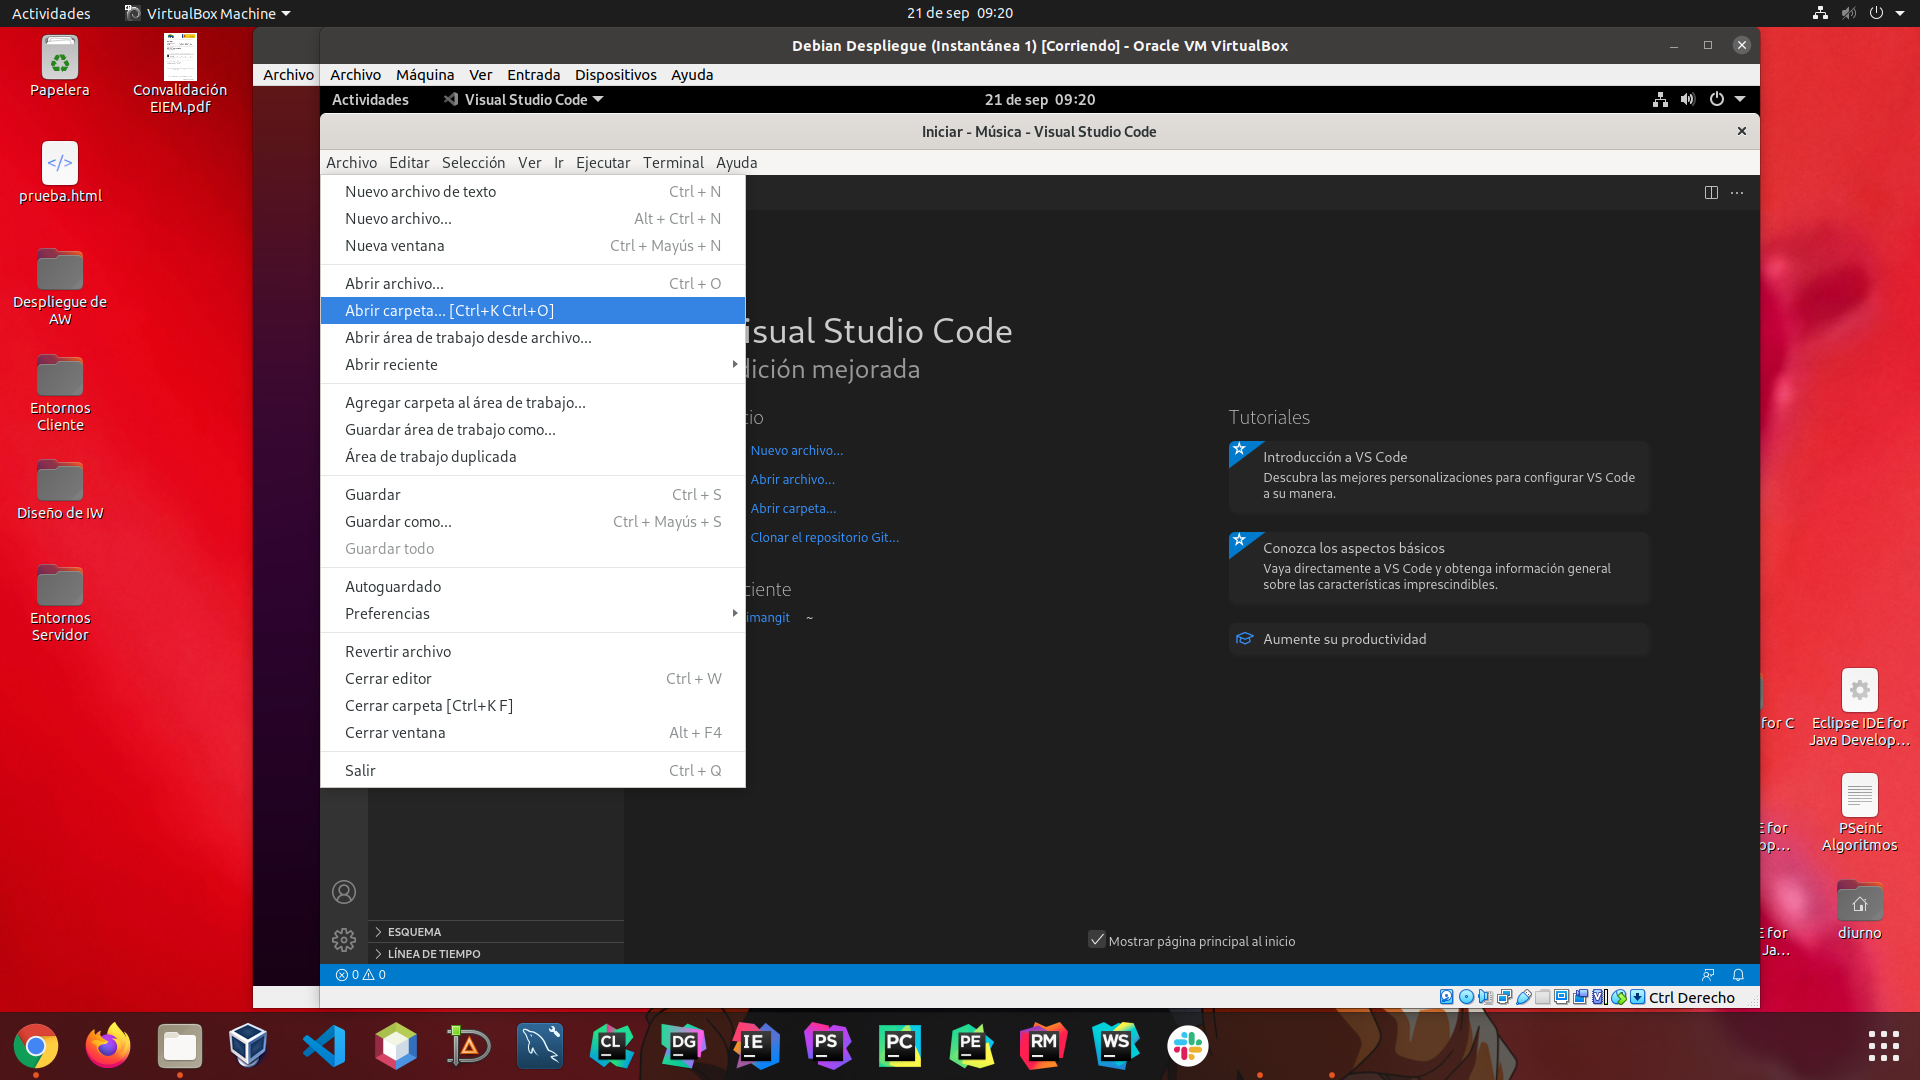 Actividades
VirtualBox Machine
21 de sep 09:20
Papelera
Convalidación
EIEM.pdf
prueba.html
Despliegue de
AW
Entornos
Cliente
Diseño de IW
Entornos
Servidor
Archivo
Debian Despliegue (Instantánea 1) [Corriendo] - Oracle VM VirtualBox
Archivo Máquina Ver Entrada Dispositivos Ayuda
Actividades
Visual Studio Code
21 de sep 09:20
Iniciar - Música - Visual Studio Code
Archivo Editar Selección Ver Ir Ejecutar Terminal Ayuda
Nuevo archivo de texto Ctrl + N
Nuevo archivo... Alt + Ctrl + N
Nueva ventana Ctrl + Mayús + N
Abrir archivo... Ctrl + O
Abrir carpeta... [Ctrl+K Ctrl+O]
Abrir área de trabajo desde archivo...
Abrir reciente
Agregar carpeta al área de trabajo...
Guardar área de trabajo como...
Área de trabajo duplicada
Guardar Ctrl + S
Guardar como... Ctrl + Mayús + S
Guardar todo
Autoguardado
Preferencias
Revertir archivo
Cerrar editor Ctrl + W
Cerrar carpeta [Ctrl+K F]
Cerrar ventana Alt + F4
Salir Ctrl + Q
isual Studio Code
dición mejorada
cio
Nuevo archivo...
Abrir archivo...
Abrir carpeta...
Clonar el repositorio Git...
ciente
imangit ~
Tutoriales
Introducción a VS Code
Descubra las mejores personalizaciones para configurar VS Code
a su manera.
Conozca los aspectos básicos
Vaya directamente a VS Code y obtenga información general
sobre las características imprescindibles.
Aumente su productividad
ESQUEMA
LÍNEA DE TIEMPO
Mostrar página principal al inicio
0 0
Ctrl Derecho
for C
Eclipse IDE for
Java Develop...
E for
op...
PSeint
Algoritmos
E for
Ja...
diurno
CL
DG
IE
PS
PC
PE
RM
WS